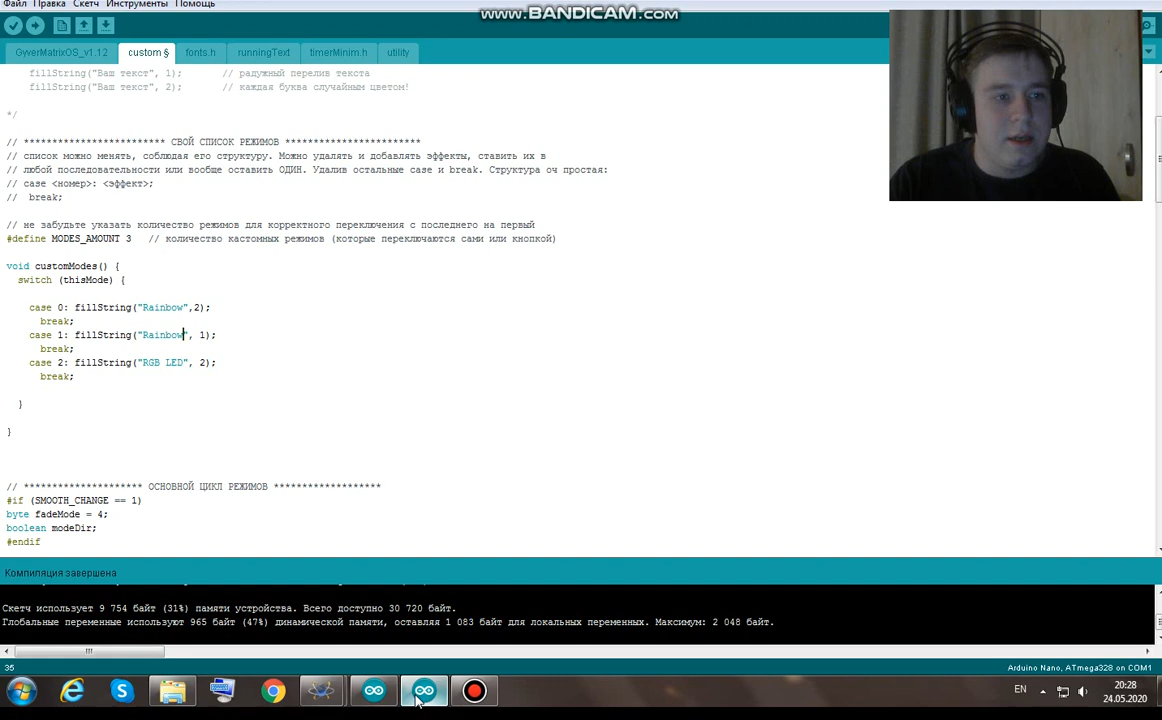 Файл Правка Скетч Инструменты Помощь
www.BANDICAM.com
GyverMatrixOS_v1.12 custom § fonts.h runningText timerMinim.h utility
fillString("Ваш текст", 1); // радужный перелив текста
fillString("Ваш текст", 2); // каждая буква случайным цветом!
*/
// ************************* СВОЙ СПИСОК РЕЖИМОВ ************************
// список можно менять, соблюдая его структуру. Можно удалять и добавлять эффекты, ставить их в
// любой последовательности или вообще оставить ОДИН. Удалив остальные case и break. Структура оч простая:
// case <номер>: <эффект>;
// break;
// не забудьте указать количество режимов для корректного переключения с последнего на первый
#define MODES_AMOUNT 3 // количество кастомных режимов (которые переключаются сами или кнопкой)
void customModes() {
switch (thisMode) {
case 0: fillString("Rainbow",2);
break;
case 1: fillString("Rainbow", 1);
break;
case 2: fillString("RGB LED", 2);
break;
}
}
// ********************* ОСНОВНОЙ ЦИКЛ РЕЖИМОВ *******************
#if (SMOOTH_CHANGE == 1)
byte fadeMode = 4;
boolean modeDir;
#endif
Компиляция завершена
Скетч использует 9 754 байт (31%) памяти устройства. Всего доступно 30 720 байт.
Глобальные переменные используют 965 байт (47%) динамической памяти, оставляя 1 083 байт для локальных переменных. Максимум: 2 048 байт.
35
Arduino Nano, ATmega328 on COM1
EN
20:28
24.05.2020